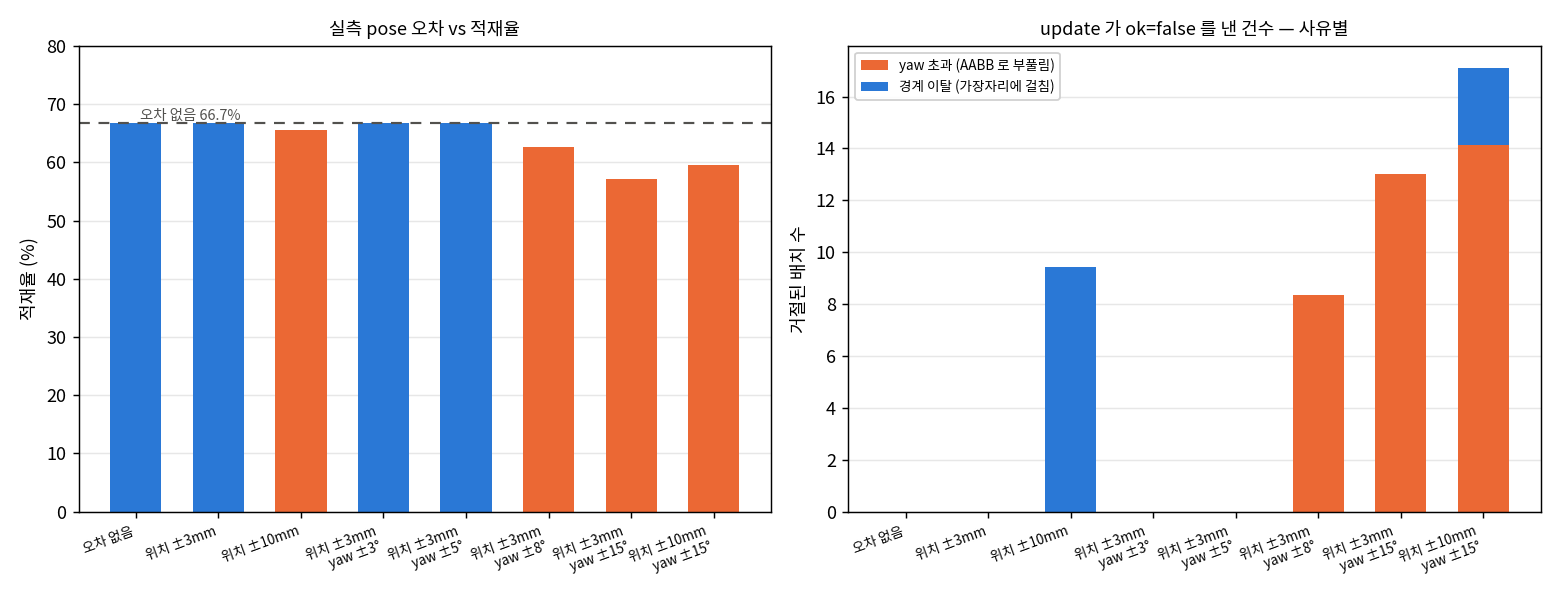 실측 pose 오차 vs 적재율
적재율 (%)
80
70
60
50
40
30
20
10
0
오차 없음 66.7%
오차 없음
위치 ±3mm
위치 ±10mm
위치 ±3mm
yaw ±3°
위치 ±3mm
yaw ±5°
위치 ±3mm
yaw ±8°
위치 ±3mm
yaw ±15°
위치 ±10mm
yaw ±15°
update 가 ok=false 를 낸 건수 — 사유별
yaw 초과 (AABB 로 부풀림)
경계 이탈 (가장자리에 걸침)
거절된 배치 수
16
14
12
10
8
6
4
2
0
오차 없음
위치 ±3mm
위치 ±10mm
위치 ±3mm
yaw ±3°
위치 ±3mm
yaw ±5°
위치 ±3mm
yaw ±8°
위치 ±3mm
yaw ±15°
위치 ±10mm
yaw ±15°